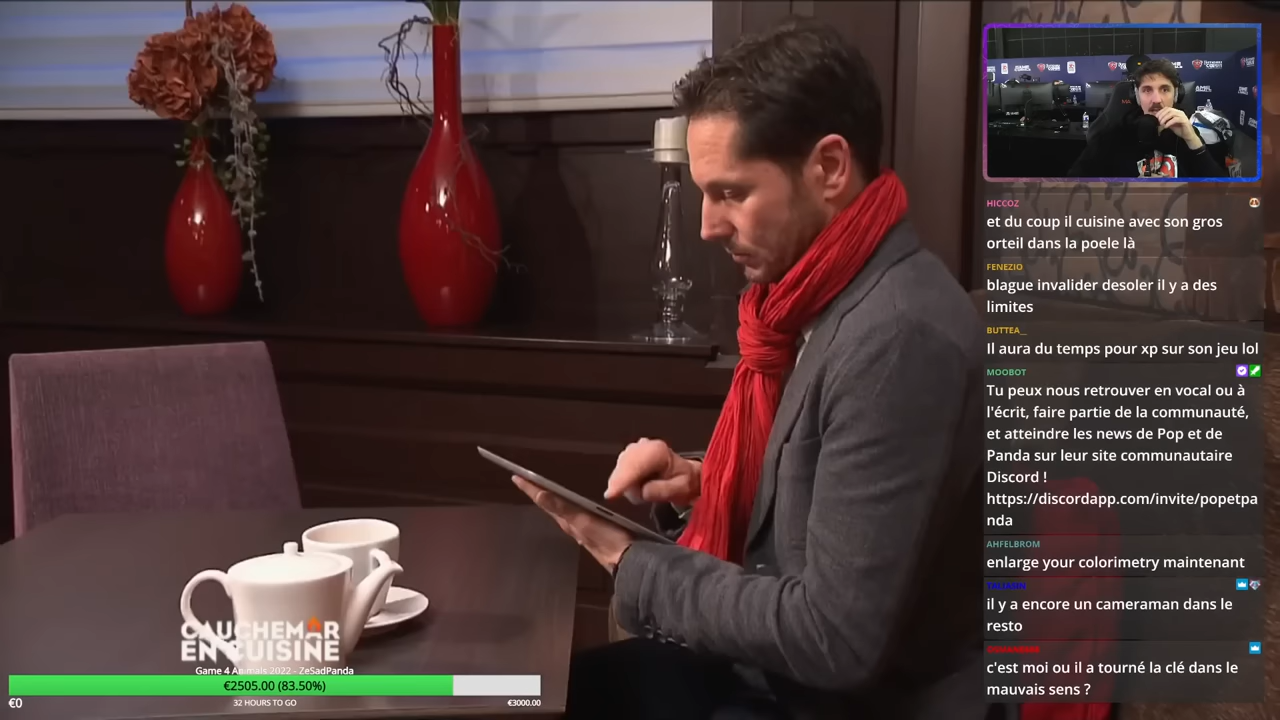 HICCOZ
et du coup il cuisine avec son gros
orteil dans la poele là
FENEZIO
blague invalider desoler il y a des
limites
BUTTEA_
Il aura du temps pour xp sur son jeu lol
MOOBOT
Tu peux nous retrouver en vocal ou à
l'écrit, faire partie de la communauté,
et atteindre les news de Pop et de
Panda sur leur site communautaire
Discord !
https://discordapp.com/invite/popetpa
nda
AHFELBROM
enlarge your colorimetry maintenant
il y a encore un cameraman dans le
resto
c'est moi ou il a tourné la clé dans le
mauvais sens ?
CAUCHEMAR
EN CUISINE
Game 4 Animals 2022 - ZeSadPanda
€2505.00 (83.50%)
€0
32 HOURS TO GO
€3000.00